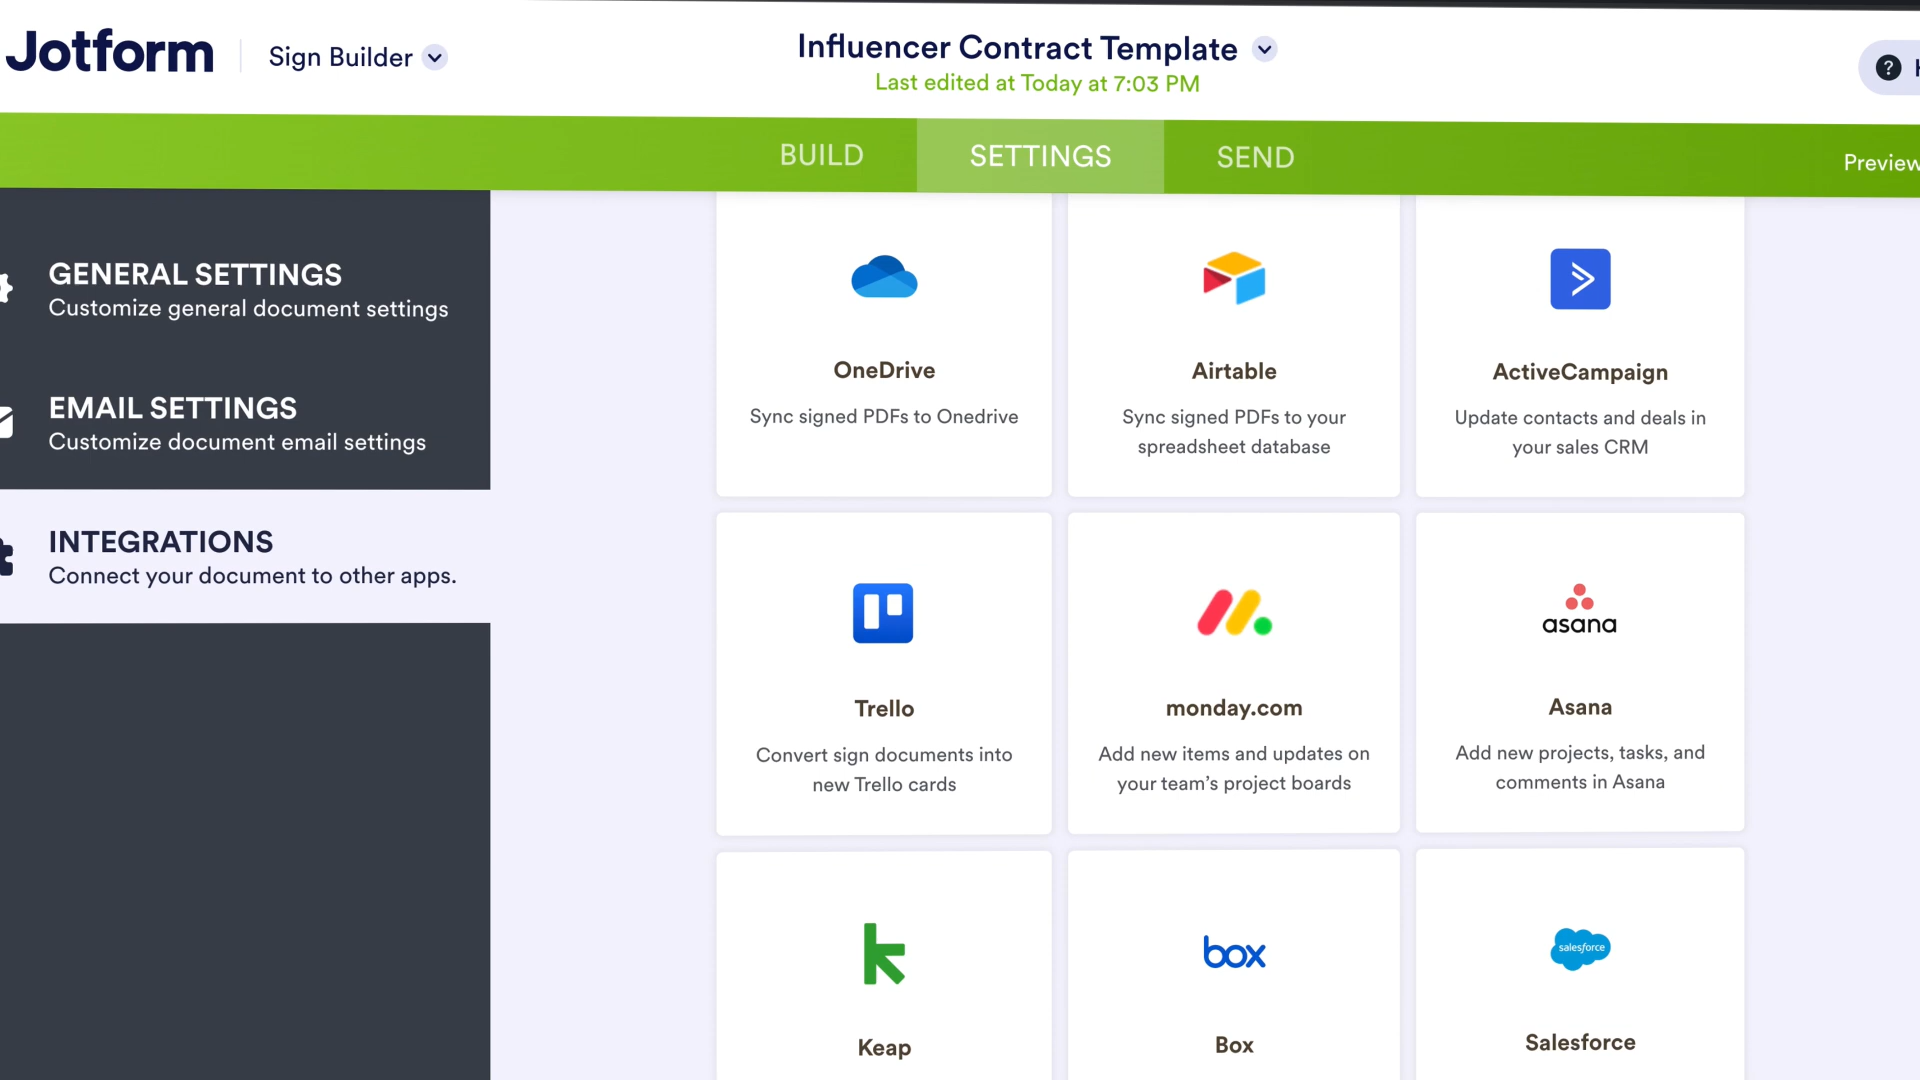 Jotform
Sign Builder
Influencer Contract Template
Last edited at Today at 7:03 PM
?
BUILD
SETTINGS
SEND
Preview
GENERAL SETTINGS
Customize general document settings
EMAIL SETTINGS
Customize document email settings
INTEGRATIONS
Connect your document to other apps.
OneDrive
Sync signed PDFs to Onedrive
Airtable
Sync signed PDFs to your
spreadsheet database
ActiveCampaign
Update contacts and deals in
your sales CRM
Trello
Convert sign documents into
new Trello cards
monday.com
Add new items and updates on
your team's project boards
asana
Asana
Add new projects, tasks, and
comments in Asana
Keap
box
Box
salesforce
Salesforce